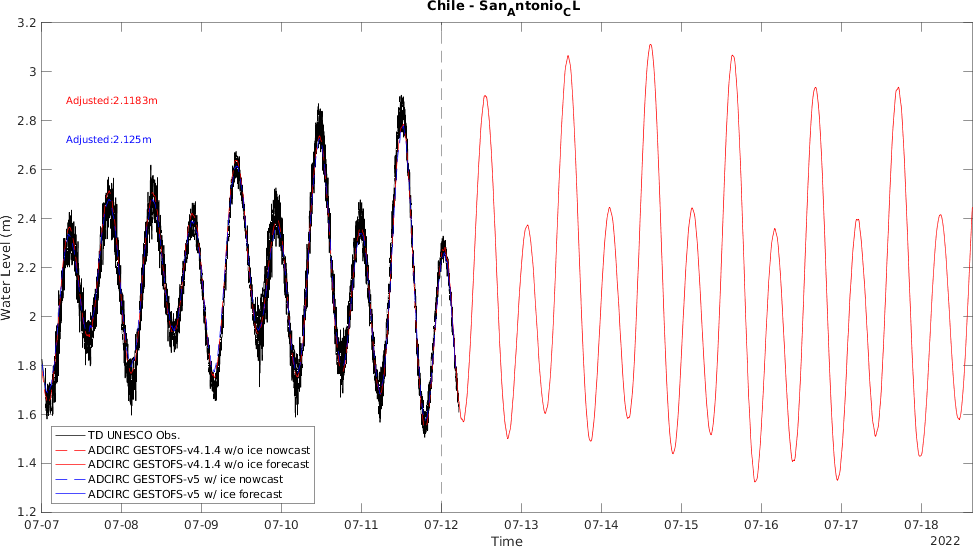 Chile - SanAntonioCL
3.2
3
2.8
2.6
2.4
2.2
2
1.8
1.6
1.4
1.2
Water Level (m)
Adjusted:2.1183m
Adjusted:2.125m
TD UNESCO Obs.
ADCIRC GESTOFS-v4.1.4 w/o ice nowcast
ADCIRC GESTOFS-v4.1.4 w/o ice forecast
ADCIRC GESTOFS-v5 w/ ice nowcast
ADCIRC GESTOFS-v5 w/ ice forecast
07-07 07-08 07-09 07-10 07-11 07-12 07-13 07-14 07-15 07-16 07-17 07-18
Time
2022